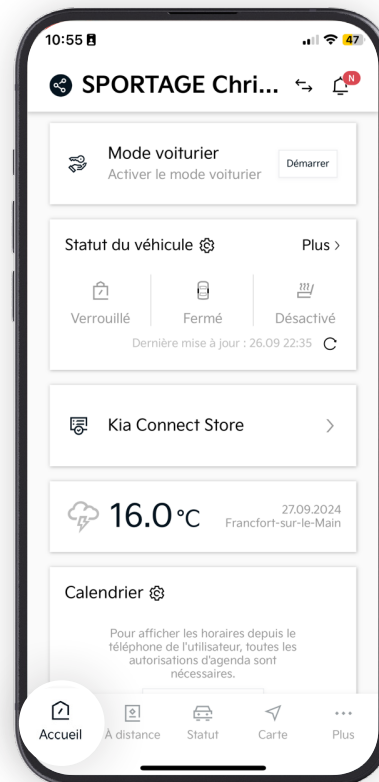 10:55
47
SPORTAGE Chri...
N
Mode voiturier
Activer le mode voiturier
Démarrer
Statut du véhicule
Plus >
Verrouillé
Fermé
Désactivé
Dernière mise à jour : 26.09 22:35
Kia Connect Store
16.0°C
27.09.2024
Francfort-sur-le-Main
Calendrier
Pour afficher les horaires depuis le
téléphone de l'utilisateur, toutes les
autorisations d'agenda sont
nécessaires.
Accueil
À distance
Statut
Carte
Plus